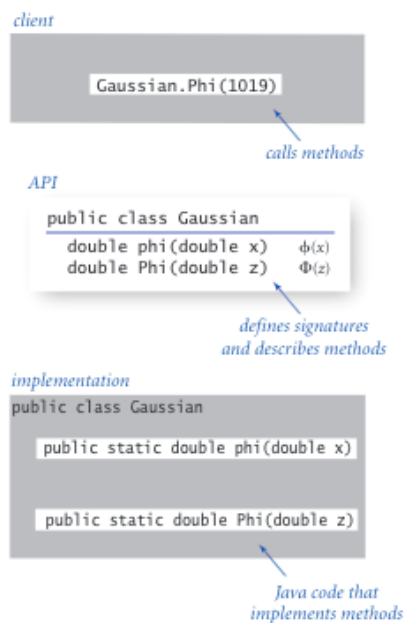 client
Gaussian.Phi(1019)
calls methods
API
public class Gaussian
double phi(double x) ϕ(x)
double Phi(double z) Φ(z)
defines signatures
and describes methods
implementation
public class Gaussian
public static double phi(double x)
public static double Phi(double z)
Java code that
implements methods